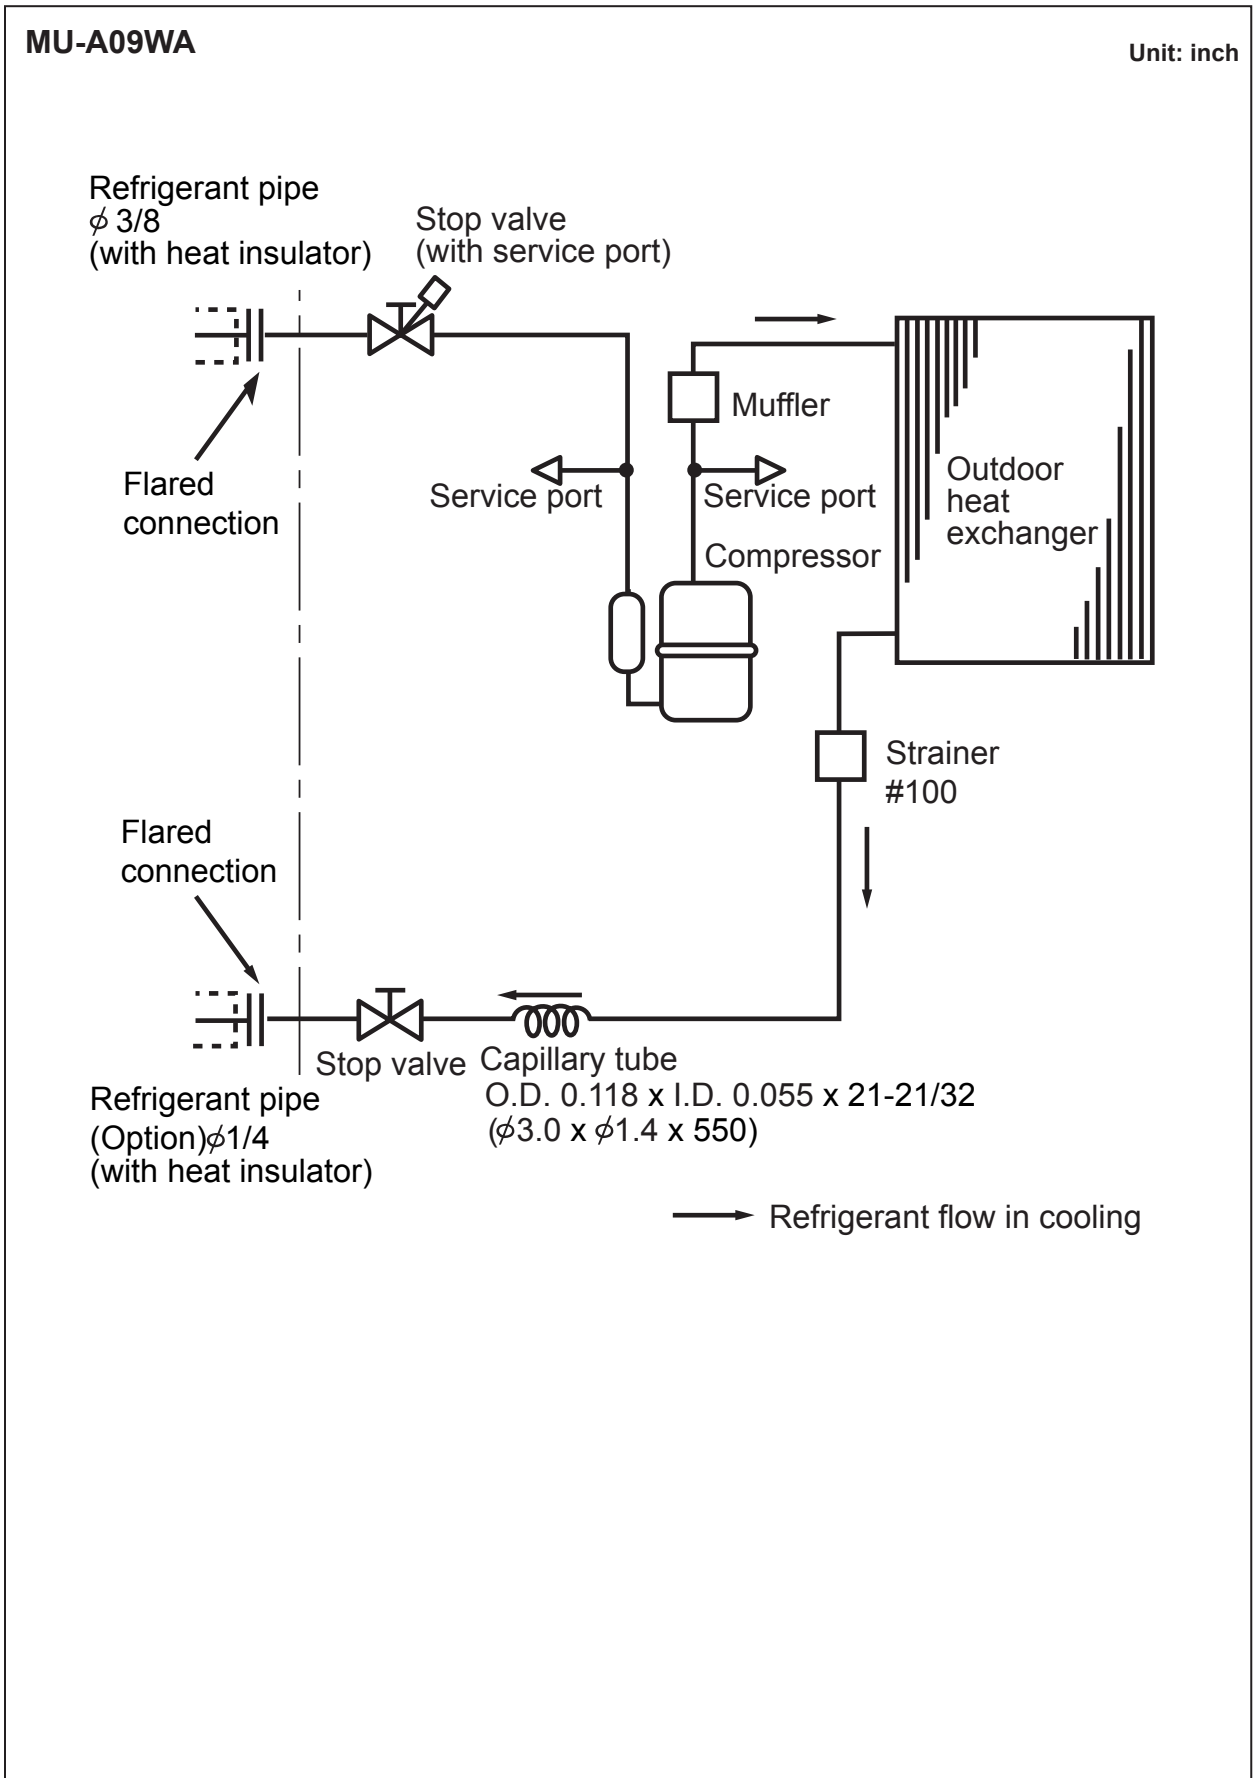 MU-A09WA
Unit: inch
Refrigerant pipe
ϕ 3/8
(with heat insulator)
Stop valve
(with service port)
Muffler
Flared
connection
Service port
Service port
Outdoor
heat
exchanger
Compressor
Strainer
#100
Flared
connection
Stop valve
Capillary tube
O.D. 0.118 x I.D. 0.055 x 21-21/32
(ϕ3.0 x ϕ1.4 x 550)
Refrigerant pipe
(Option)ϕ1/4
(with heat insulator)
Refrigerant flow in cooling